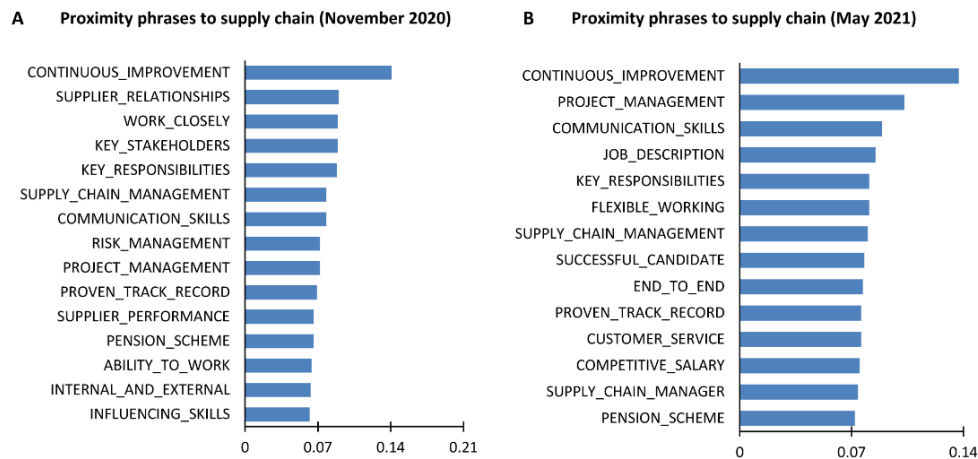 A Proximity phrases to supply chain (November 2020)
CONTINUOUS_IMPROVEMENT
SUPPLIER_RELATIONSHIPS
WORK_CLOSELY
KEY_STAKEHOLDERS
KEY_RESPONSIBILITIES
SUPPLY_CHAIN_MANAGEMENT
COMMUNICATION_SKILLS
RISK_MANAGEMENT
PROJECT_MANAGEMENT
PROVEN_TRACK_RECORD
SUPPLIER_PERFORMANCE
PENSION_SCHEME
ABILITY_TO_WORK
INTERNAL_AND_EXTERNAL
INFLUENCING_SKILLS
0 0.07 0.14 0.21
B Proximity phrases to supply chain (May 2021)
CONTINUOUS_IMPROVEMENT
PROJECT_MANAGEMENT
COMMUNICATION_SKILLS
JOB_DESCRIPTION
KEY_RESPONSIBILITIES
FLEXIBLE_WORKING
SUPPLY_CHAIN_MANAGEMENT
SUCCESSFUL_CANDIDATE
END_TO_END
PROVEN_TRACK_RECORD
CUSTOMER_SERVICE
COMPETITIVE_SALARY
SUPPLY_CHAIN_MANAGER
PENSION_SCHEME
0 0.07 0.14